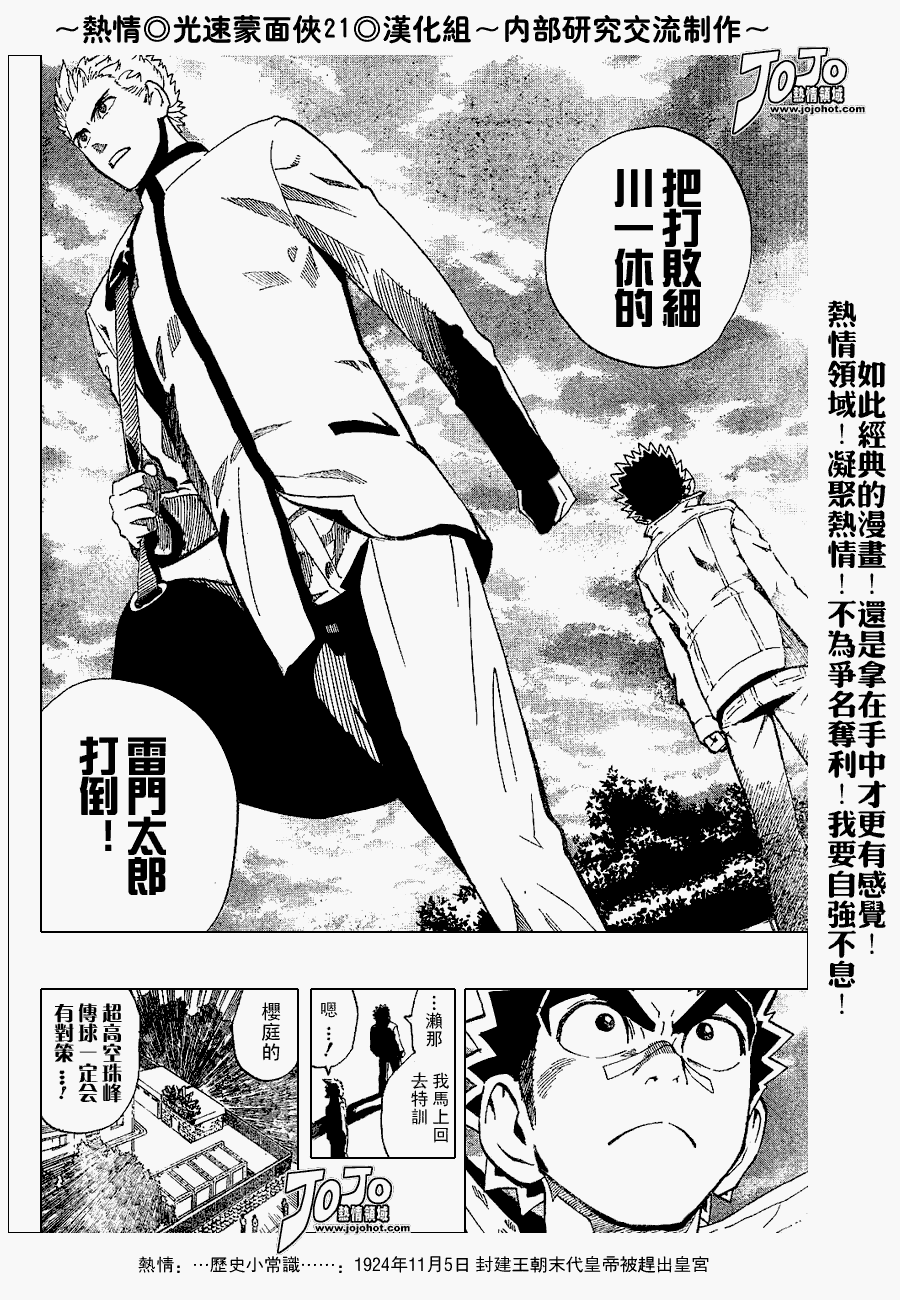 ～熱情◎光速蒙面俠21◎漢化組～内部研究交流制作～
JOJO
熱情領域
www.jojohot.com
把打敗細
川一休的
雷門太郎
打倒！
如此經典的漫畫！還是拿在手中才更有感覺！
熱情領域！凝聚熱情！不為爭名奪利！我要自強不息！
…瀨那
我馬上回
去特訓
嗯…！
櫻庭的
超高空珠峰
傳球一定会
有對策…！
JOJO
熱情領域
www.jojohot.com
熱情：…歷史小常識……：1924年11月5日 封建王朝末代皇帝被趕出皇宮